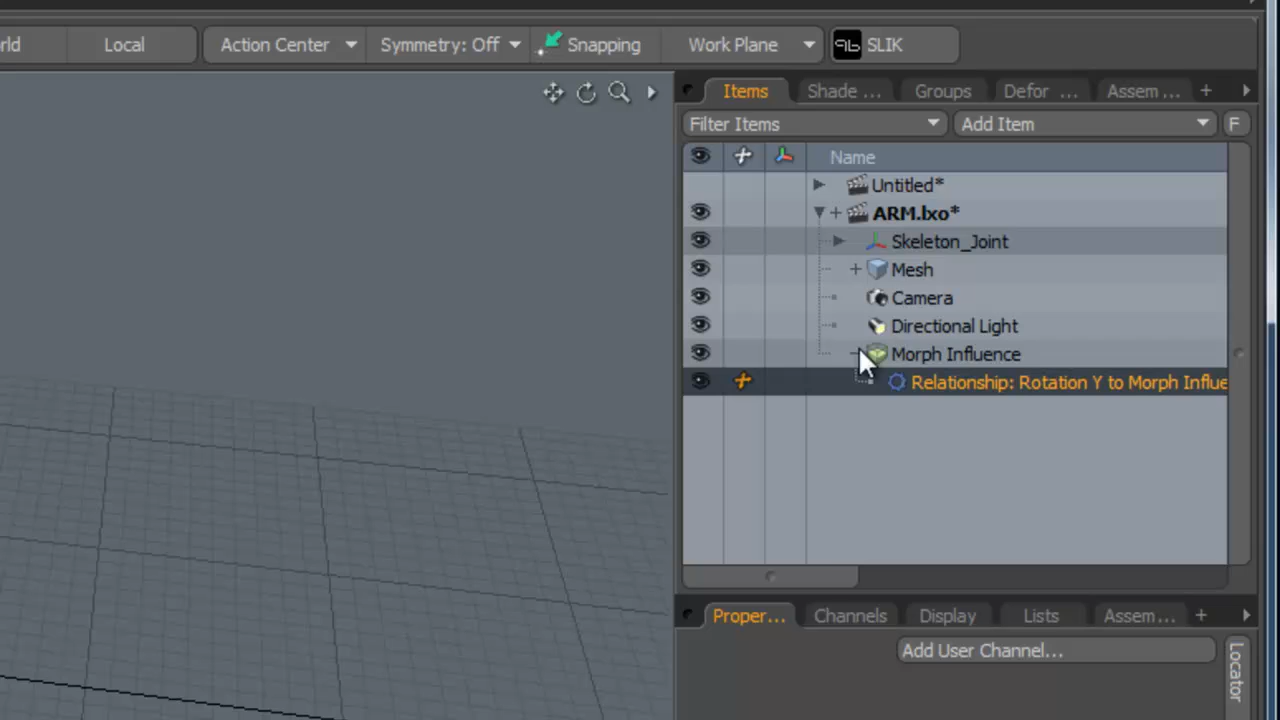 rld Local Action Center Symmetry: Off Snapping Work Plane SLIK
Items Shade ... Groups Defor ... Assem ... +
Filter Items Add Item F
Name
Untitled*
ARM.lxo*
Skeleton_Joint
Mesh
Camera
Directional Light
Morph Influence
Relationship: Rotation Y to Morph Influe
Proper... Channels Display Lists Assem... +
Add User Channel...
Locator